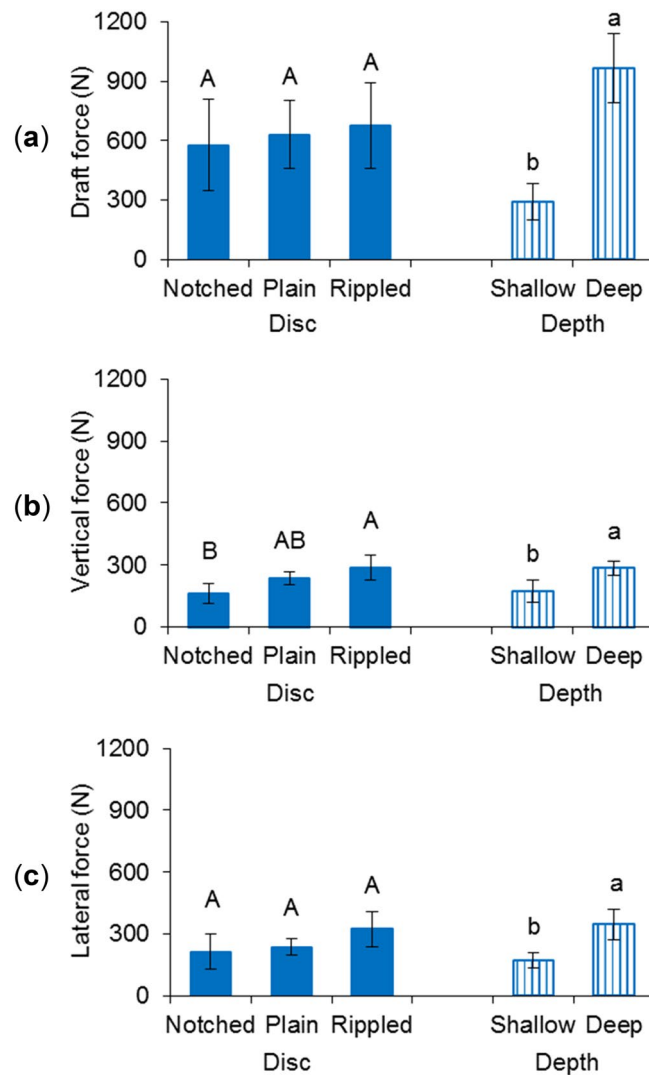 (a)
Draft force (N)
1200
900
600
300
0
A A A b a
Notched Plain Rippled Shallow Deep
Disc Depth
(b)
Vertical force (N)
1200
900
600
300
0
B AB A b a
Notched Plain Rippled Shallow Deep
Disc Depth
(c)
Lateral force (N)
1200
900
600
300
0
A A A b a
Notched Plain Rippled Shallow Deep
Disc Depth